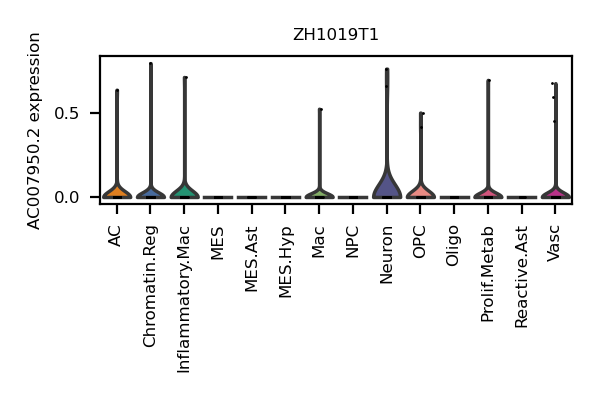 ZH1019T1
AC007950.2 expression
0.5
0.0
AC
Chromatin.Reg
Inflammatory.Mac
MES
MES.Ast
MES.Hyp
Mac
NPC
Neuron
OPC
Oligo
Prolif.Metab
Reactive.Ast
Vasc